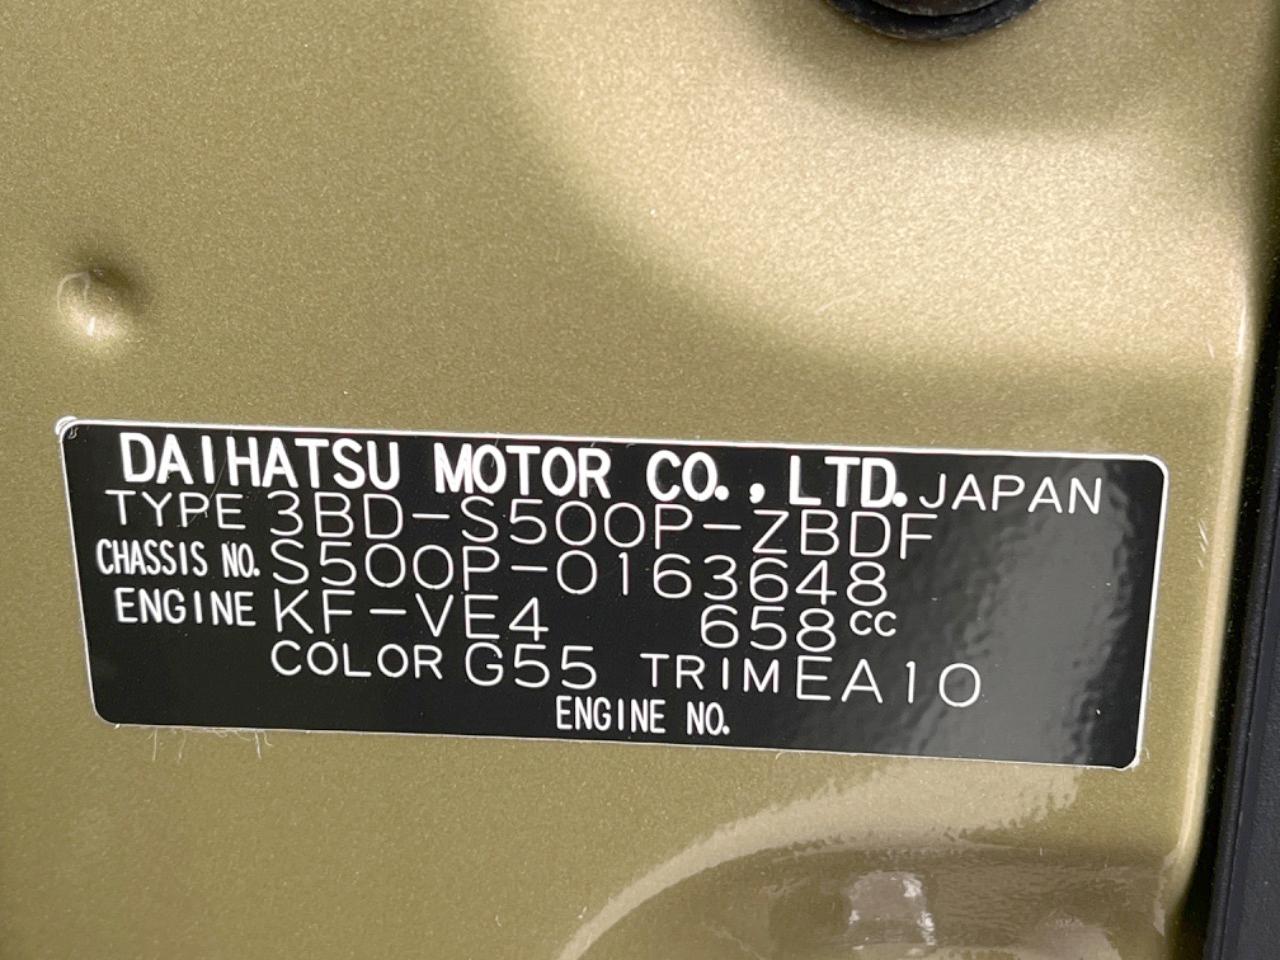 DAIHATSU MOTOR CO., LTD. JAPAN
TYPE 3BD-S500P-ZBDF
CHASSIS NO. S500P-0163648
ENGINE KF-VE4 658cc
COLOR G55 TRIM EA10
ENGINE NO.